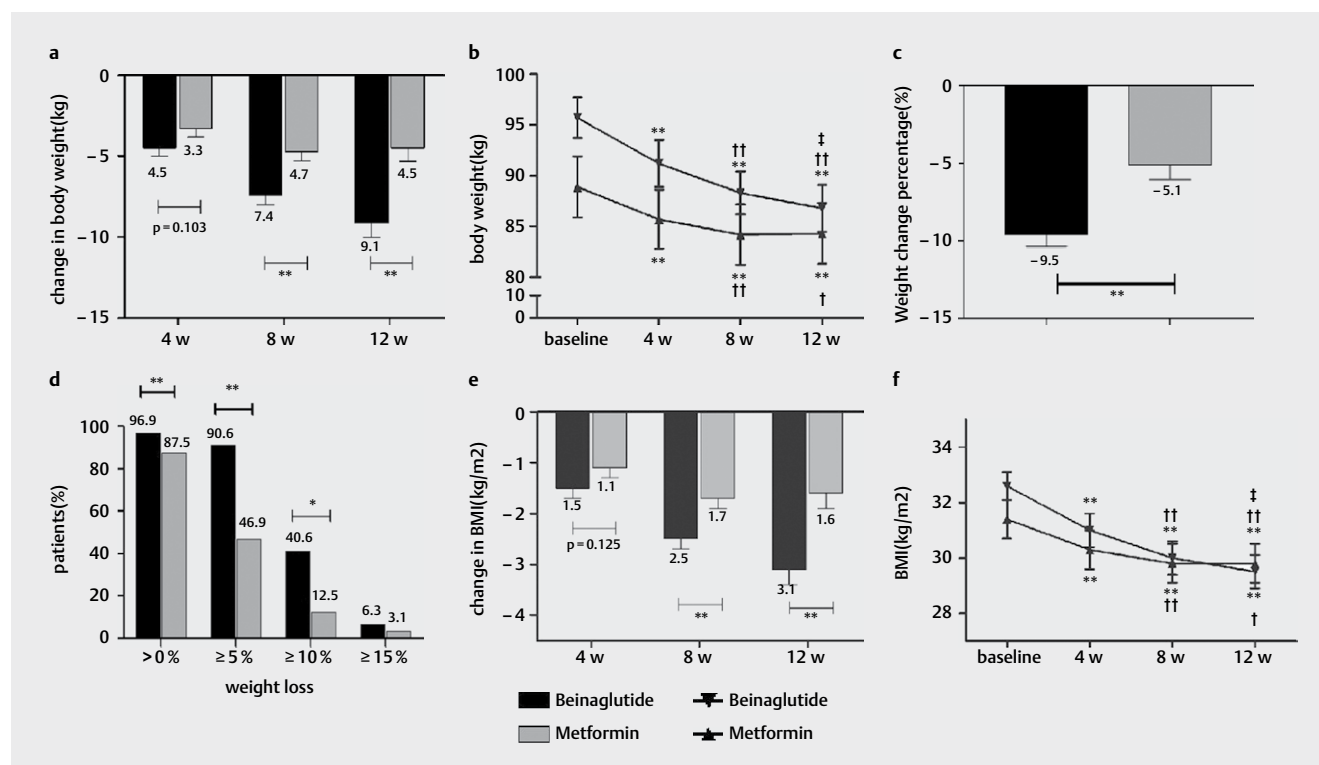 a
change in body weight(kg)
0
−5
−10
−15
4.5
3.3
p=0.103
7.4
4.7
**
9.1
4.5
**
4 w
8 w
12 w
b
body weight(kg)
100
95
90
85
80
10
0
**
††
**
‡
††
**
**
**
††
**
†
baseline
4 w
8 w
12 w
c
Weight change percentage(%)
0
−5
−10
−15
−9.5
−5.1
**
d
patients(%)
100
80
60
40
20
0
**
**
*
96.9
87.5
90.6
46.9
40.6
12.5
6.3
3.1
>0%
≥5%
≥10%
≥15%
weight loss
e
change in BMI(kg/m2)
0
−1
−2
−3
−4
1.5
1.1
p=0.125
2.5
1.7
**
3.1
1.6
**
4 w
8 w
12 w
f
BMI(kg/m2)
34
32
30
28
**
††
**
‡
††
**
**
**
††
**
†
baseline
4 w
8 w
12 w
Beinaglutide
Beinaglutide
Metformin
Metformin